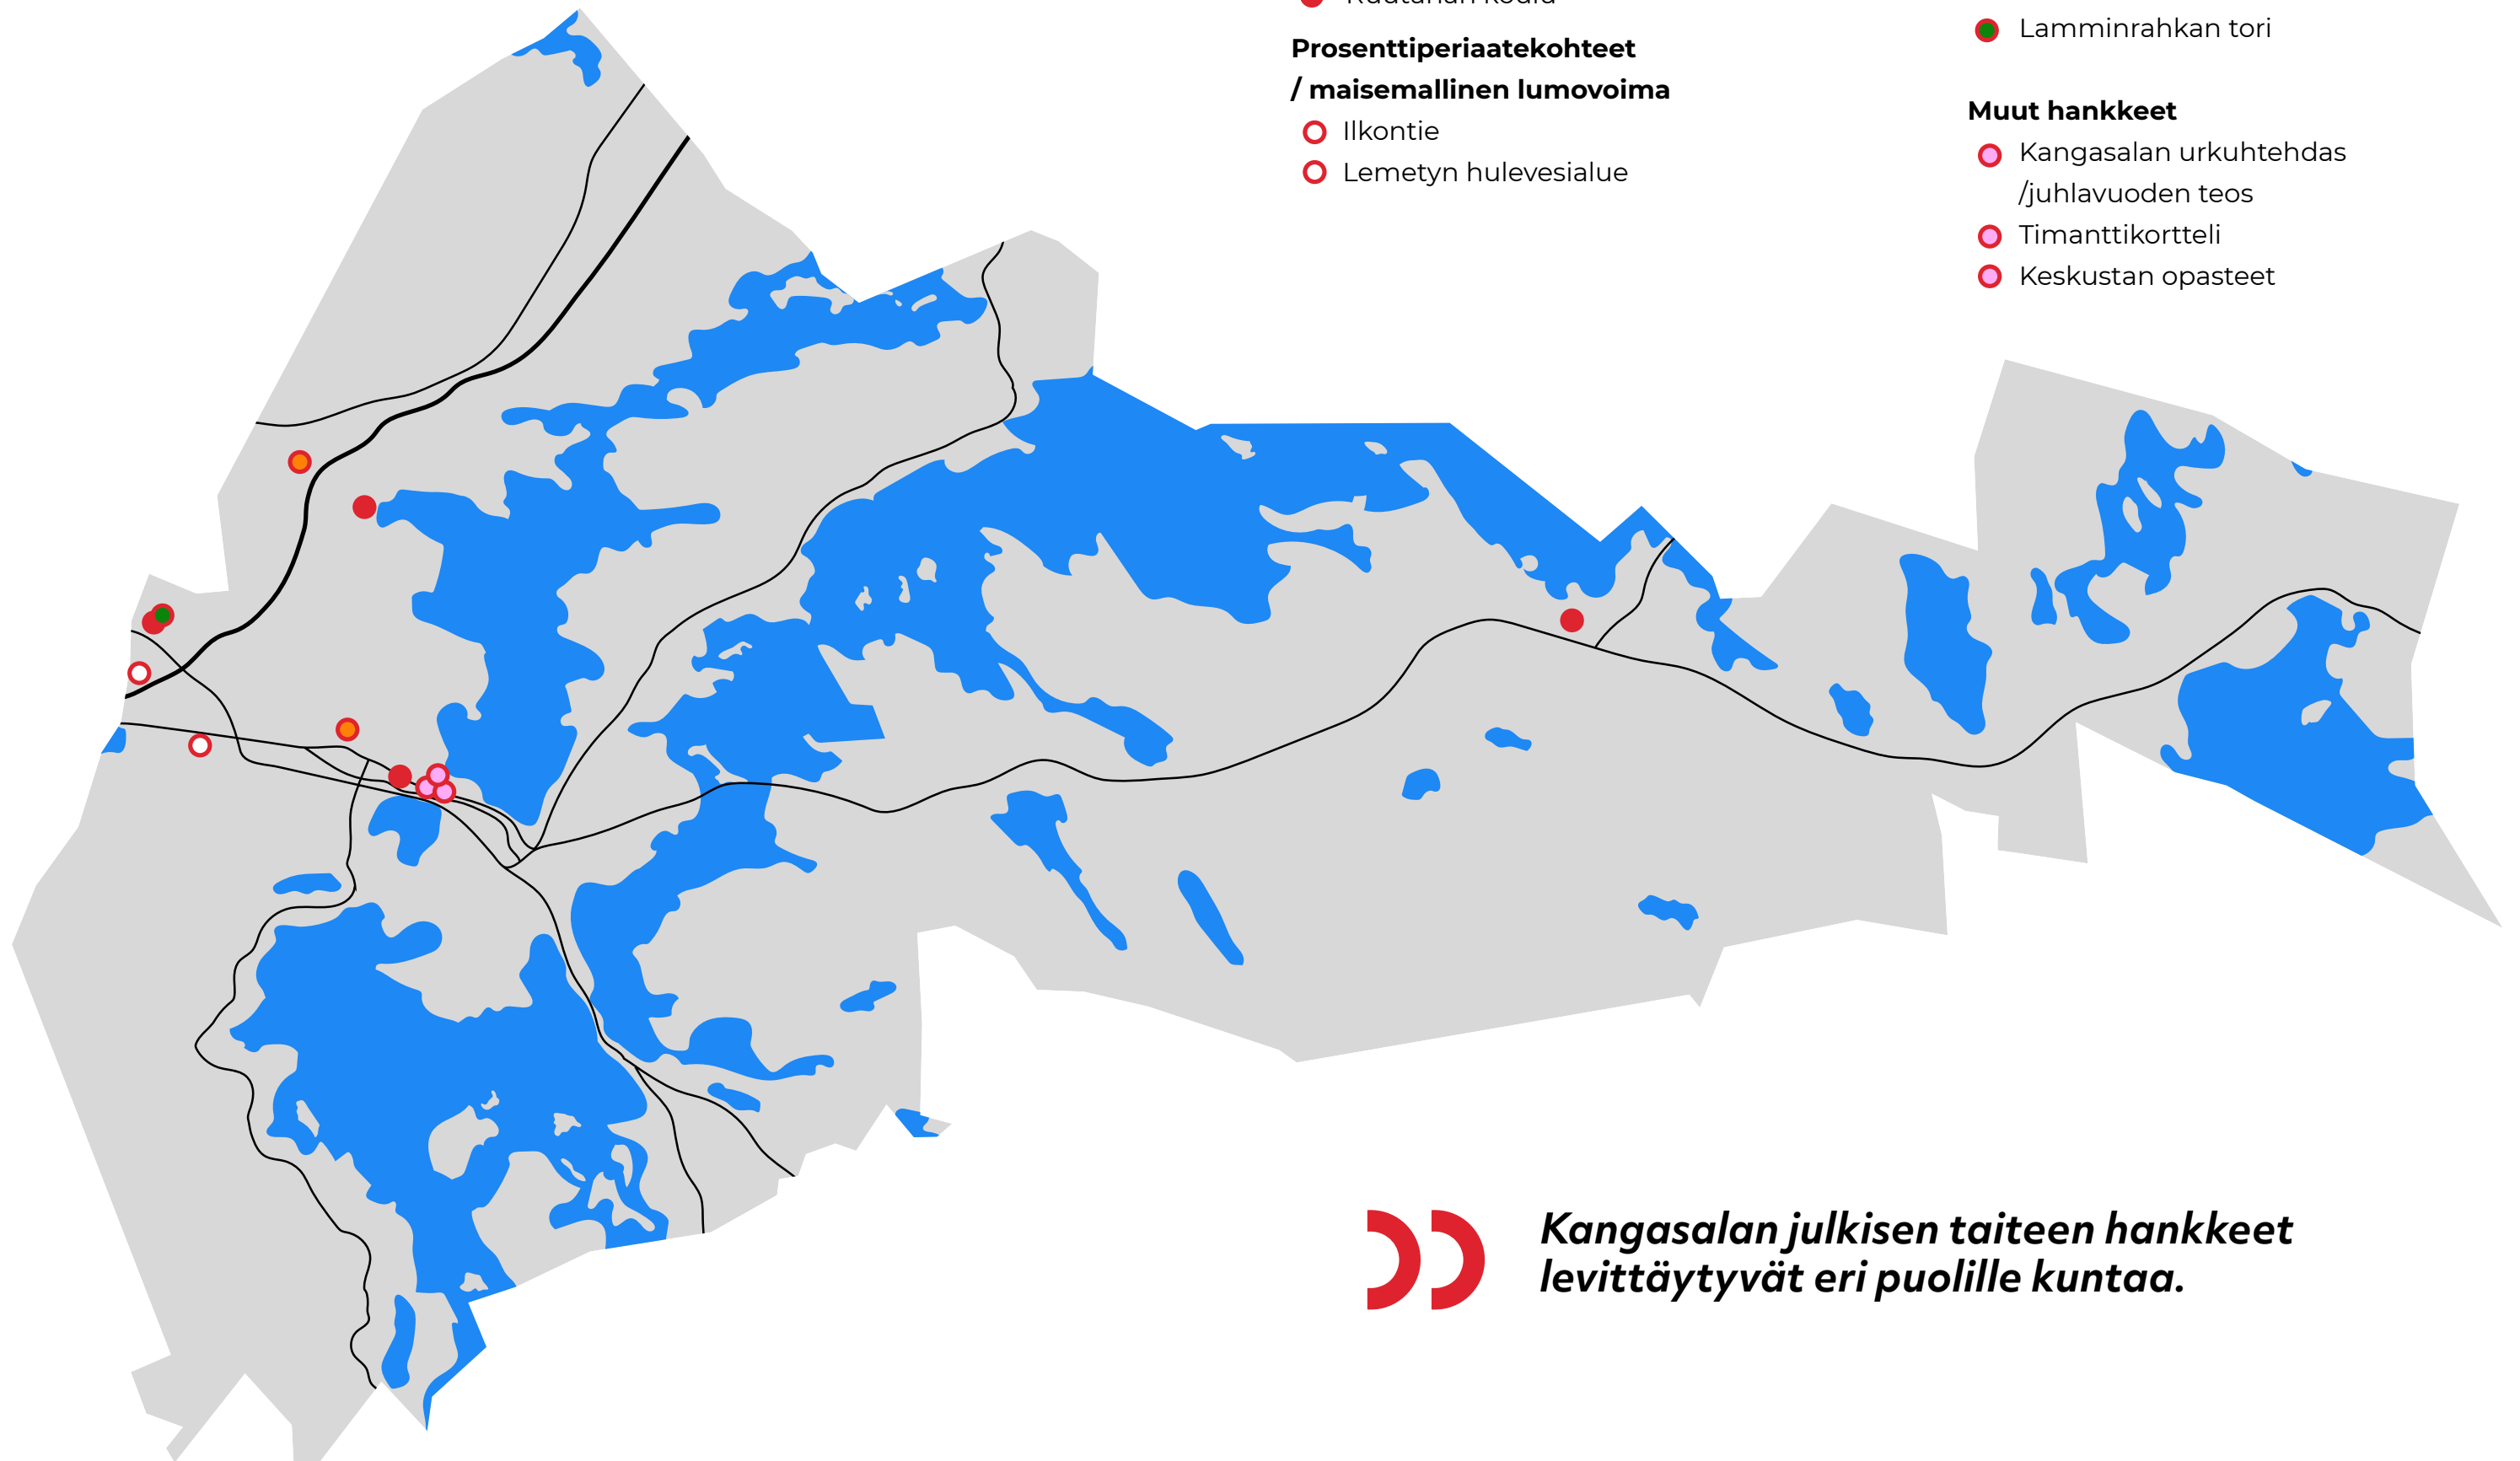 Prosenttiperiaatekohteet
/ maisemallinen lumovoima
Ilkontie
Lemetyn hulevesialue
Lamminrahkan tori
Muut hankkeet
Kangasalan urkuhtehdas
/juhlavuoden teos
Timanttikortteli
Keskustan opasteet
Kangasalan julkisen taiteen hankkeet
levittäytyvät eri puolille kuntaa.